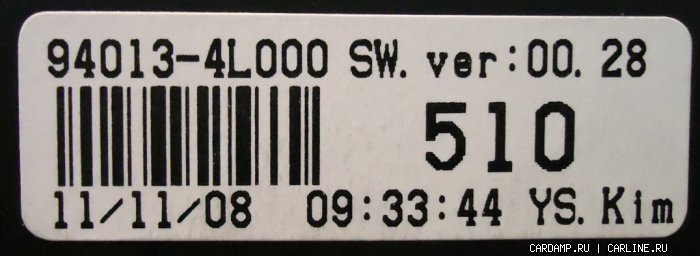 94013-4L000 SW. ver:00. 28
510
11/11/08 09:33:44 YS. Kim
CARDAMP.RU | CARLINE.RU